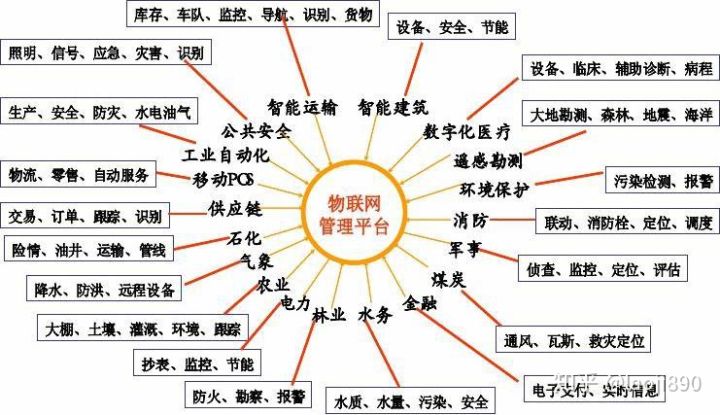 库存、车队、监控、导航、识别、货物
设备、安全、节能
照明、信号、应急、灾害、识别
设备、临床、辅助诊断、病程
生产、安全、防灾、水电油气
大地勘测、森林、地震、海洋
物流、零售、自动服务
污染检测、报警
交易、订单、跟踪、识别
联动、消防栓、定位、调度
险情、油井、运输、管线
侦查、监控、定位、评估
降水、防洪、远程设备
大棚、土壤、灌溉、环境、跟踪
通风、瓦斯、救灾定位
抄表、监控、节能
电子支付、实时信息
防火、勘察、报警
水质、水量、污染、安全
智能运输
智能建筑
公共安全
数字化医疗
工业自动化
遥感勘测
移动POS
环境保护
供应链
消防
石化
军事
气象
煤炭
农业
电力
林业
水务
金融
物联网
管理平台
知乎 @laoji890